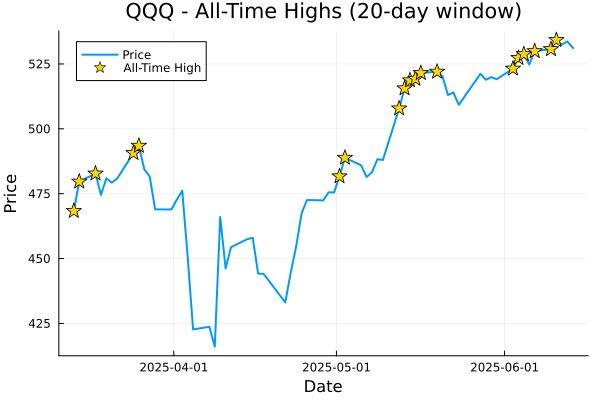 QQQ - All-Time Highs (20-day window)
Price
All-Time High
525
500
475
450
425
Price
2025-04-01
2025-05-01
2025-06-01
Date